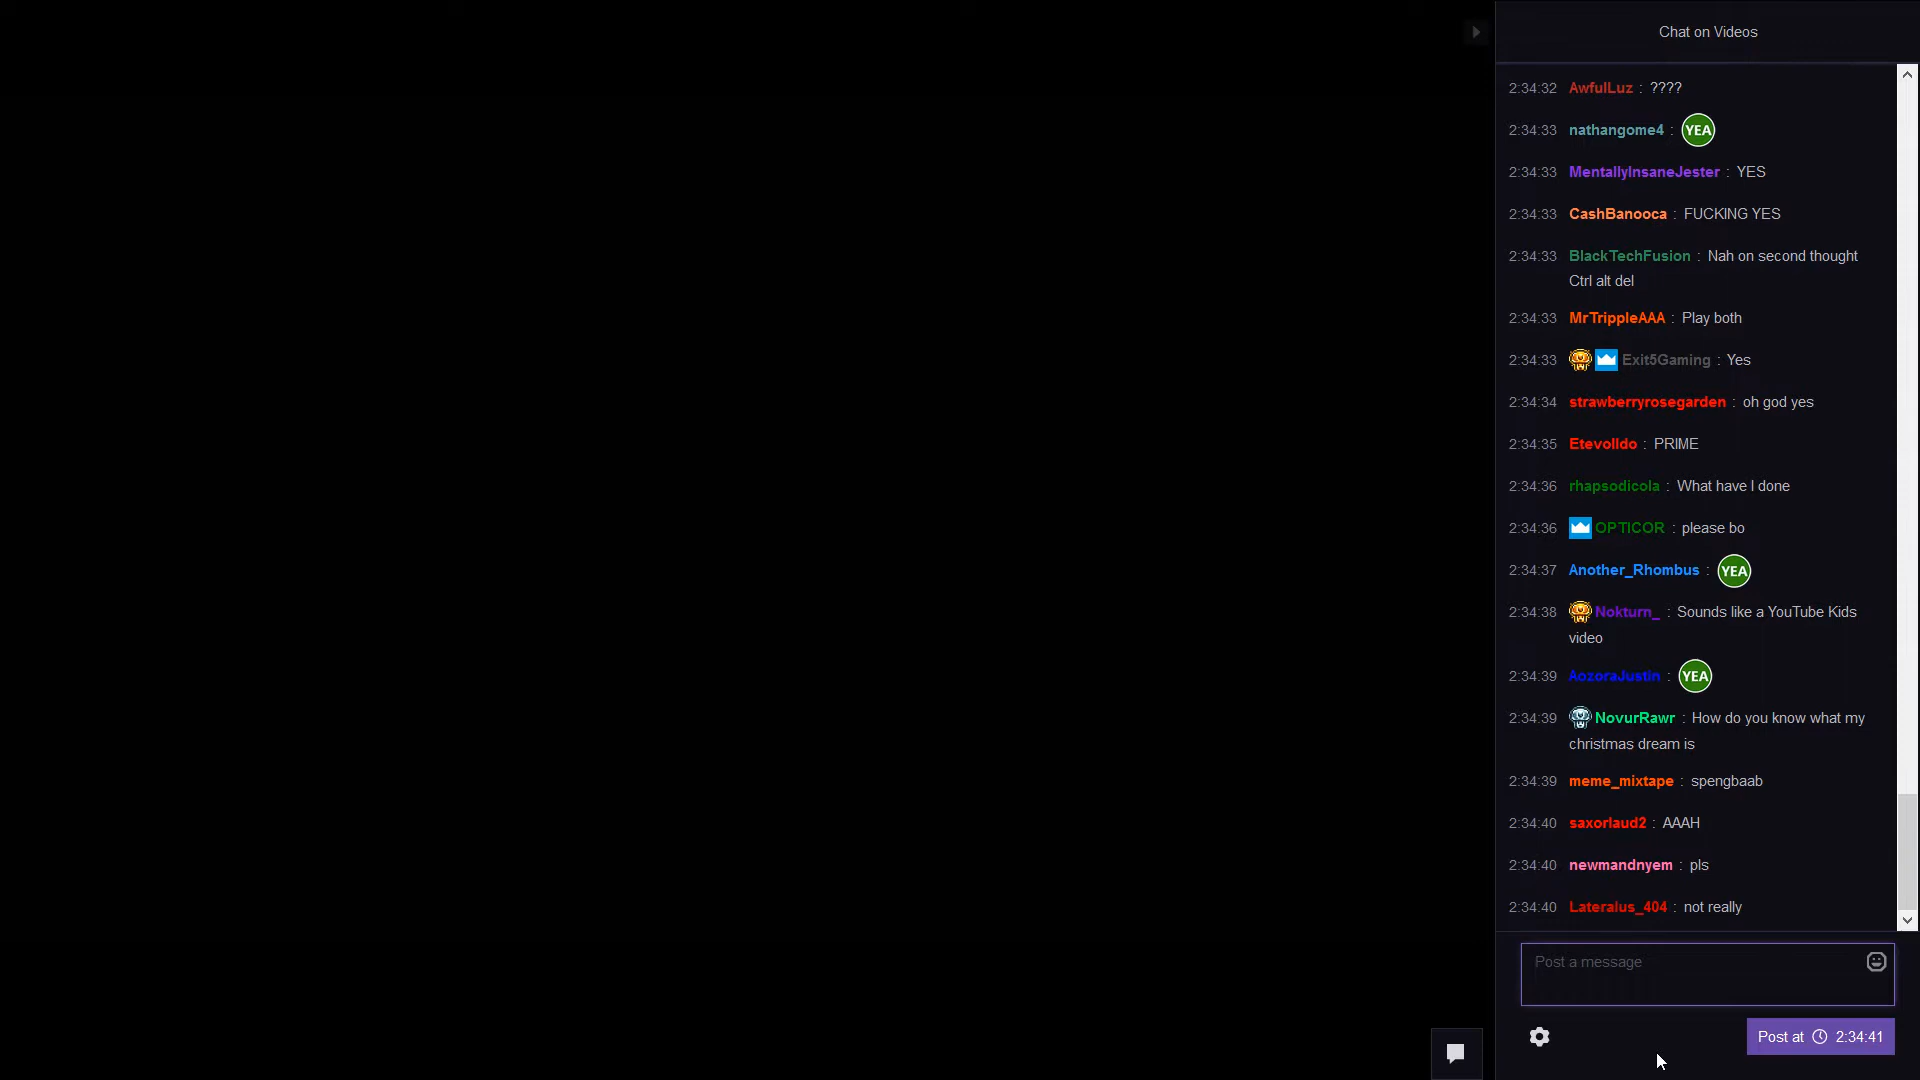 Chat on Videos
2:34:32 AwfulLuz : ????
2:34:33 nathangome4 : YEA
2:34:33 MentallyInsaneJester : YES
2:34:33 CashBanooca : FUCKING YES
2:34:33 BlackTechFusion : Nah on second thought
Ctrl alt del
2:34:33 MrTrippleAAA : Play both
2:34:33 Exit5Gaming : Yes
2:34:34 strawberryrosegarden : oh god yes
2:34:35 Etevolldo : PRIME
2:34:36 rhapsodicola : What have I done
2:34:36 OPTICOR : please bo
2:34:37 Another_Rhombus : YEA
2:34:38 Nokturn_ : Sounds like a YouTube Kids
video
2:34:39 AozoraJustin : YEA
2:34:39 NovurRawr : How do you know what my
christmas dream is
2:34:39 meme_mixtape : spengbaab
2:34:40 saxorlaud2 : AAAH
2:34:40 newmandnyem : pls
2:34:40 Lateralus_404 : not really
Post a message
Post at 2:34:41